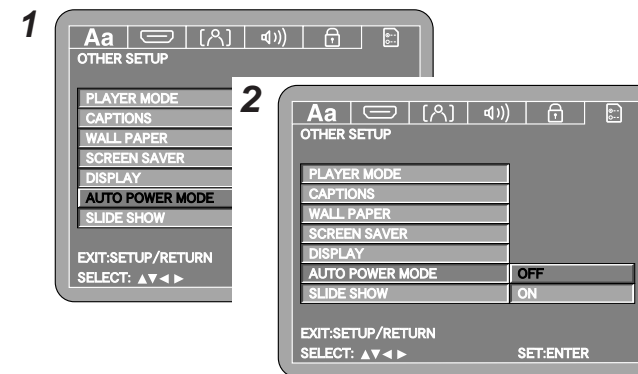 1
Aa
OTHER SETUP
PLAYER MODE
CAPTIONS
WALL PAPER
SCREEN SAVER
DISPLAY
AUTO POWER MODE
SLIDE SHOW
EXIT:SETUP/RETURN
SELECT: ▲▼◄ ►
2
Aa
OTHER SETUP
PLAYER MODE
CAPTIONS
WALL PAPER
SCREEN SAVER
DISPLAY
AUTO POWER MODE OFF
SLIDE SHOW ON
EXIT:SETUP/RETURN
SELECT: ▲▼◄ ► SET:ENTER